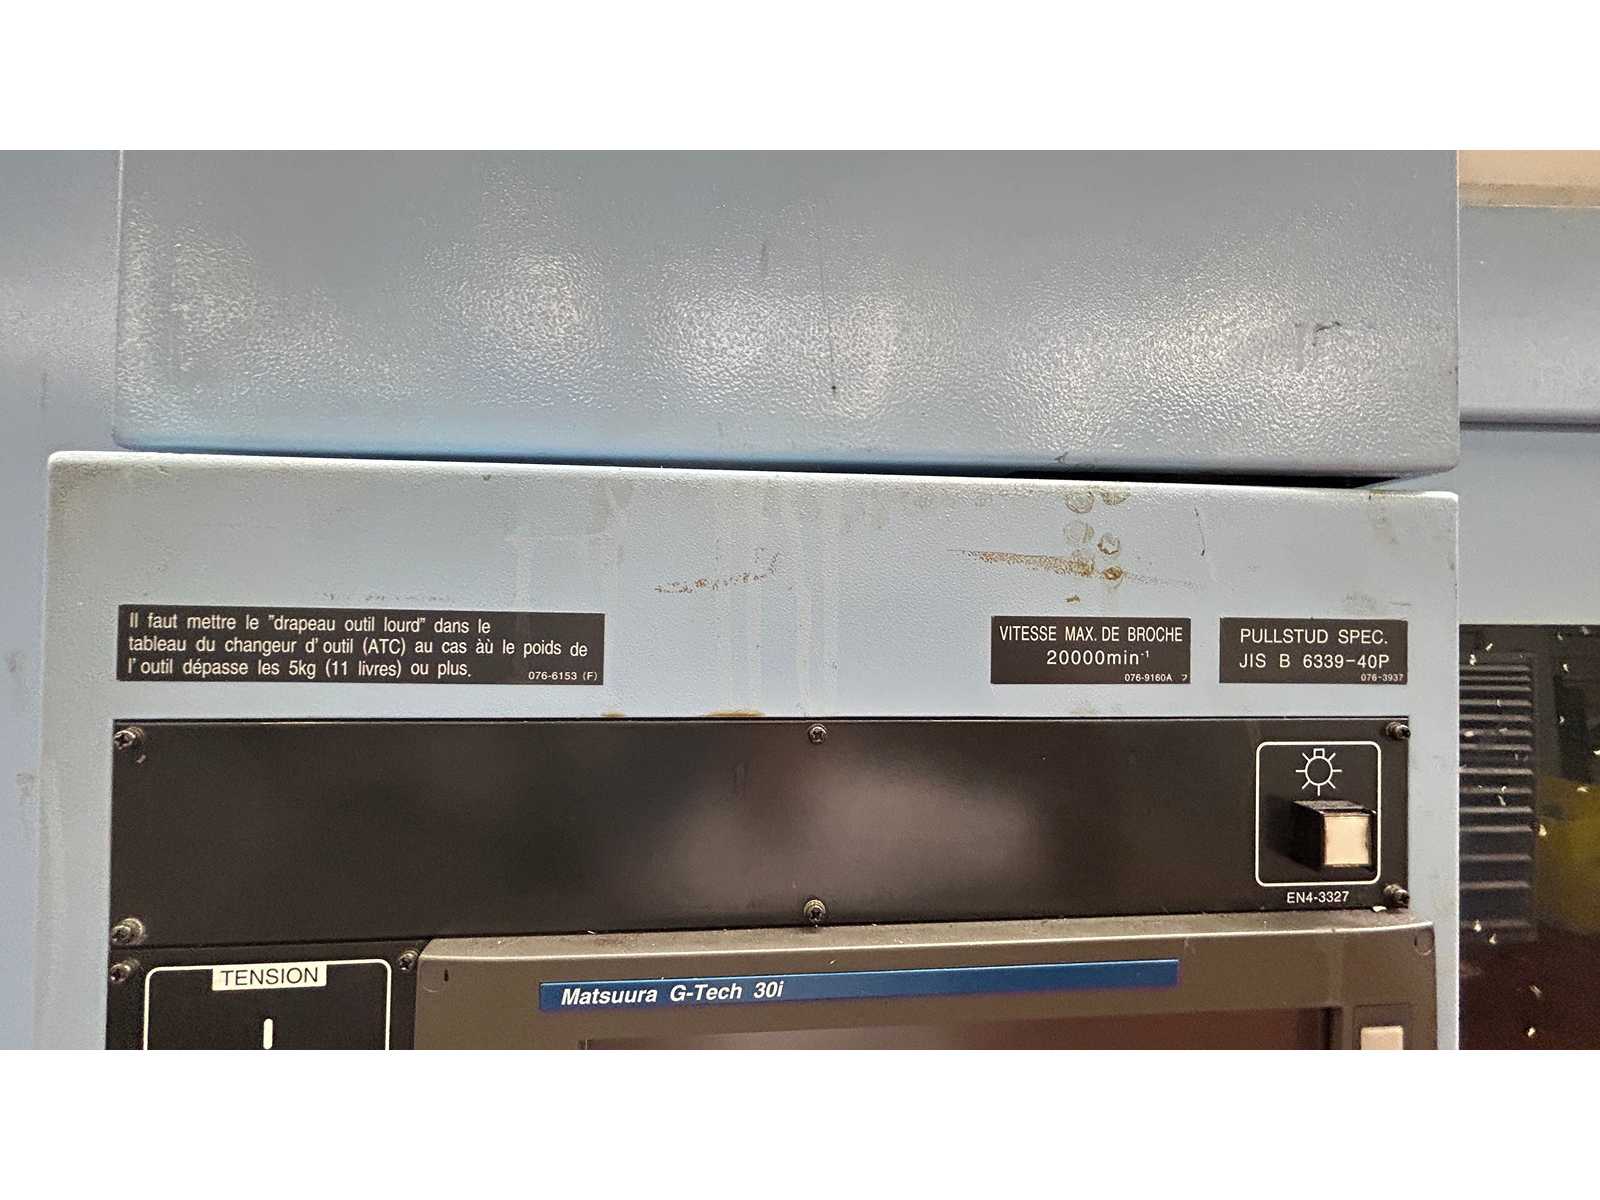 Il faut mettre le "drapeau outil lourd" dans le
tableau du changeur d'outil (ATC) au cas àù le poids de
l'outil dépasse les 5kg (11 livres) ou plus.
076-6153 (F)
VITESSE MAX. DE BROCHE
20000min⁻¹
076-9160A 7
PULLSTUD SPEC.
JIS B 6339-40P
076-3937
EN4-3327
TENSION
Matsuura G-Tech 30i